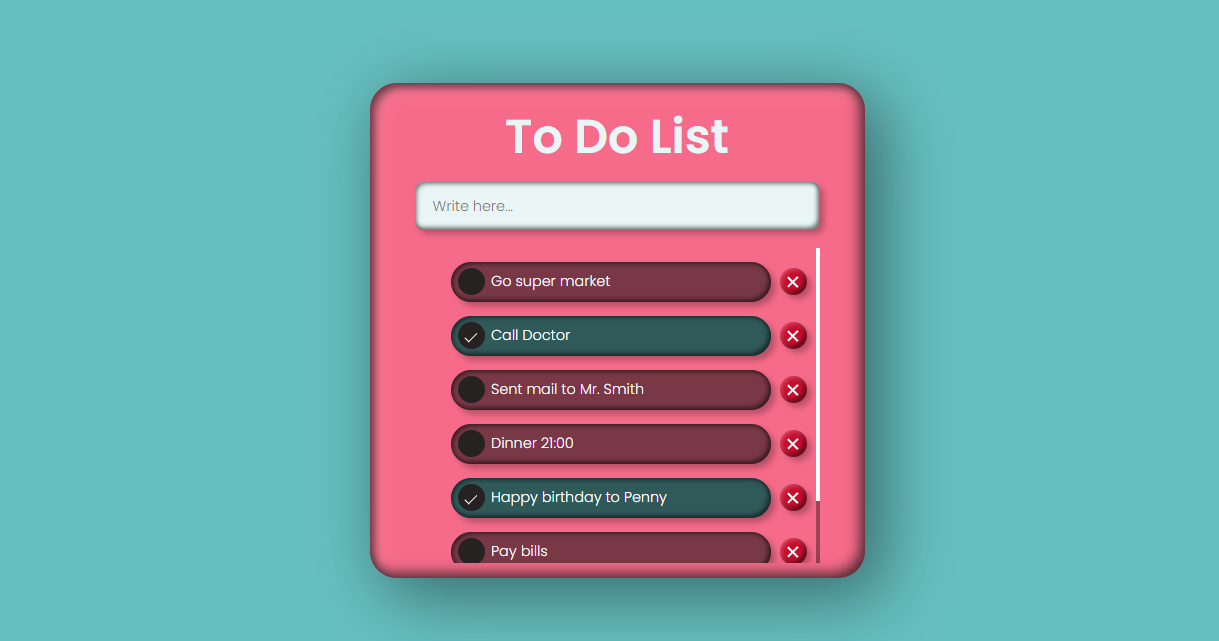 To Do List
Write here...
Go super market
Call Doctor
Sent mail to Mr. Smith
Dinner 21:00
Happy birthday to Penny
Pay bills